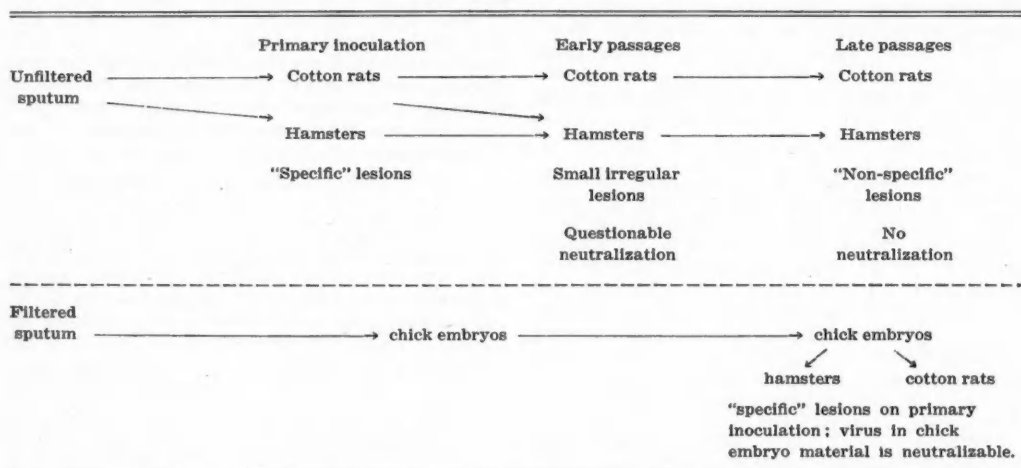 Primary inoculation Early passages Late passages
Unfiltered Cotton rats Cotton rats Cotton rats
sputum
Hamsters Hamsters Hamsters
"Specific" lesions Small irregular "Non-specific"
lesions lesions
Questionable No
neutralization neutralization
Filtered
sputum chick embryos chick embryos
hamsters cotton rats
"specific" lesions on primary
inoculation; virus in chick
embryo material is neutralizable.